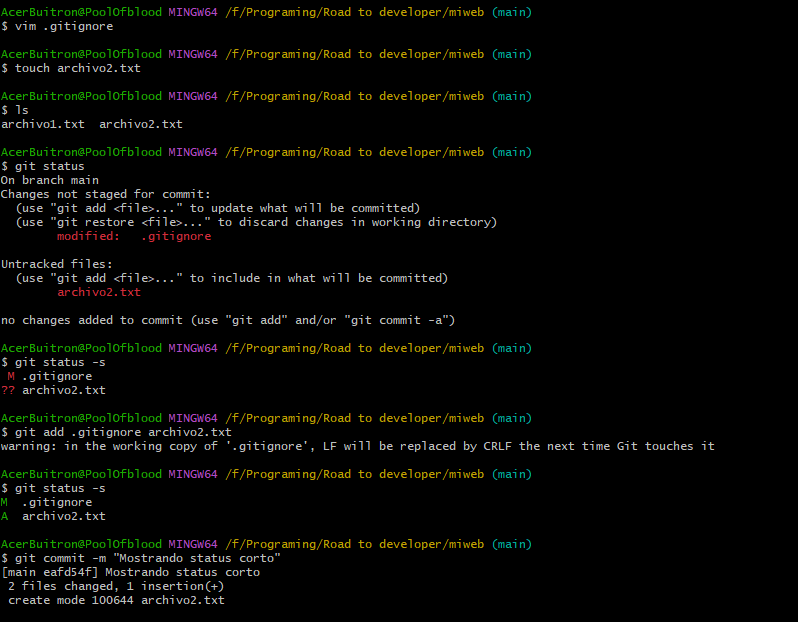 AcerBuitron@PoolOfblood MINGW64 /f/Programing/Road to developer/miweb (main)
$ vim .gitignore
AcerBuitron@PoolOfblood MINGW64 /f/Programing/Road to developer/miweb (main)
$ touch archivo2.txt
AcerBuitron@PoolOfblood MINGW64 /f/Programing/Road to developer/miweb (main)
$ ls
archivo1.txt  archivo2.txt
AcerBuitron@PoolOfblood MINGW64 /f/Programing/Road to developer/miweb (main)
$ git status
On branch main
Changes not staged for commit:
  (use "git add <file>..." to update what will be committed)
  (use "git restore <file>..." to discard changes in working directory)
        modified:   .gitignore
Untracked files:
  (use "git add <file>..." to include in what will be committed)
        archivo2.txt
no changes added to commit (use "git add" and/or "git commit -a")
AcerBuitron@PoolOfblood MINGW64 /f/Programing/Road to developer/miweb (main)
$ git status -s
 M .gitignore
?? archivo2.txt
AcerBuitron@PoolOfblood MINGW64 /f/Programing/Road to developer/miweb (main)
$ git add .gitignore archivo2.txt
warning: in the working copy of '.gitignore', LF will be replaced by CRLF the next time Git touches it
AcerBuitron@PoolOfblood MINGW64 /f/Programing/Road to developer/miweb (main)
$ git status -s
M  .gitignore
A  archivo2.txt
AcerBuitron@PoolOfblood MINGW64 /f/Programing/Road to developer/miweb (main)
$ git commit -m "Mostrando status corto"
[main eafd54f] Mostrando status corto
 2 files changed, 1 insertion(+)
 create mode 100644 archivo2.txt